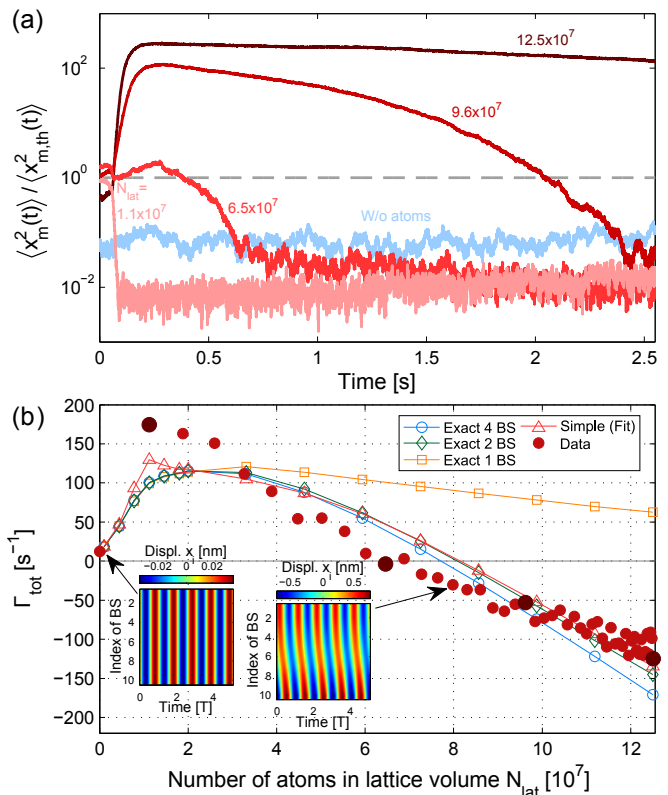 (a)
⟨x²ₘ(t)⟩ / ⟨x²ₘ,ₜₕ(t)⟩
10²
10⁰
10⁻²
12.5x10⁷
9.6x10⁷
N_lat=
1.1x10⁷
6.5x10⁷
W/o atoms
0 0.5 1 1.5 2 2.5
Time [s]
(b)
Γ_tot [s⁻¹]
200
150
100
50
0
-50
-100
-150
-200
Exact 4 BS
Exact 2 BS
Exact 1 BS
Simple (Fit)
Data
Displ. xᵢ [nm]
-0.02 0 0.02
Index of BS
2
4
6
8
10
0 2 4
Time [T]
Displ. xᵢ [nm]
-0.5 0 0.5
Index of BS
2
4
6
8
10
0 2 4
Time [T]
0 2 4 6 8 10 12
Number of atoms in lattice volume N_lat [10⁷]